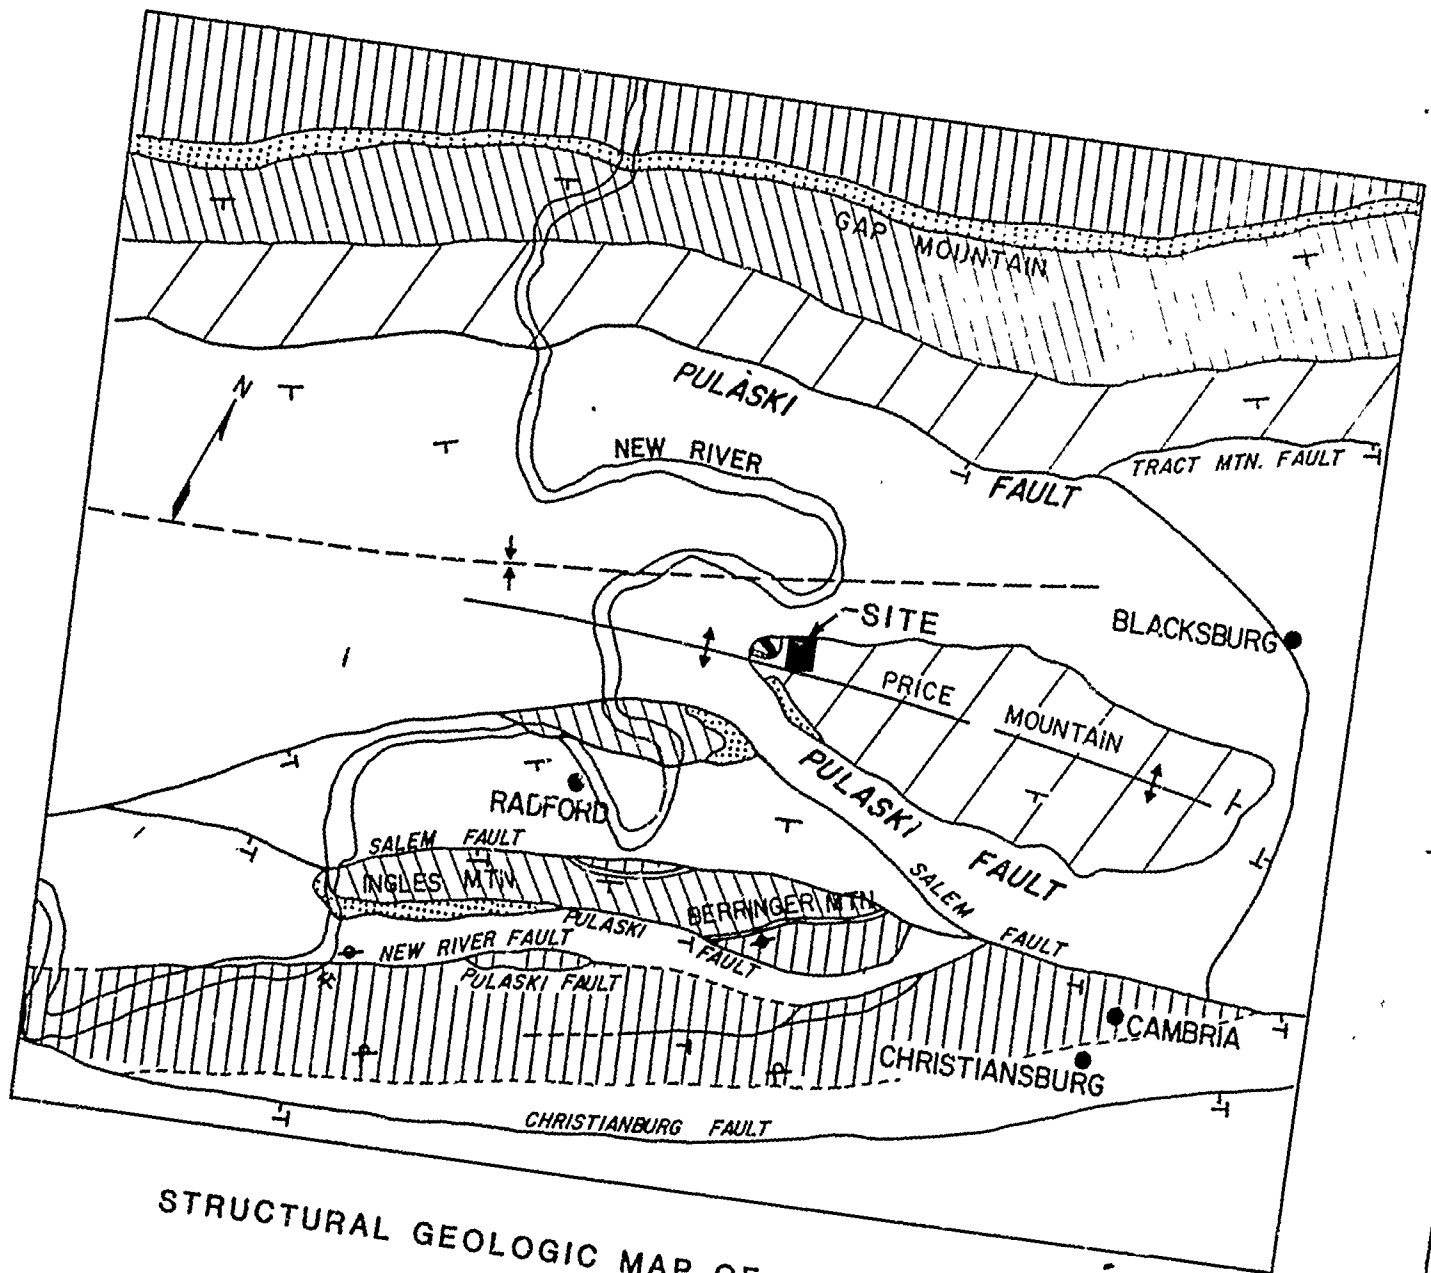 GAP MOUNTAIN
PULASKI
N
NEW RIVER
TRACT MTN. FAULT
FAULT
SITE
BLACKSBURG
PRICE
MOUNTAIN
PULASKI
RADFORD
SALEM FAULT
FAULT
INGLES MTN
SALEM
BERRINGER MTN
PULASKI
FAULT
NEW RIVER FAULT
FAULT
PULASKI FAULT
CAMBRIA
CHRISTIANSBURG
CHRISTIANBURG FAULT
STRUCTURAL GEOLOGIC MAP OF